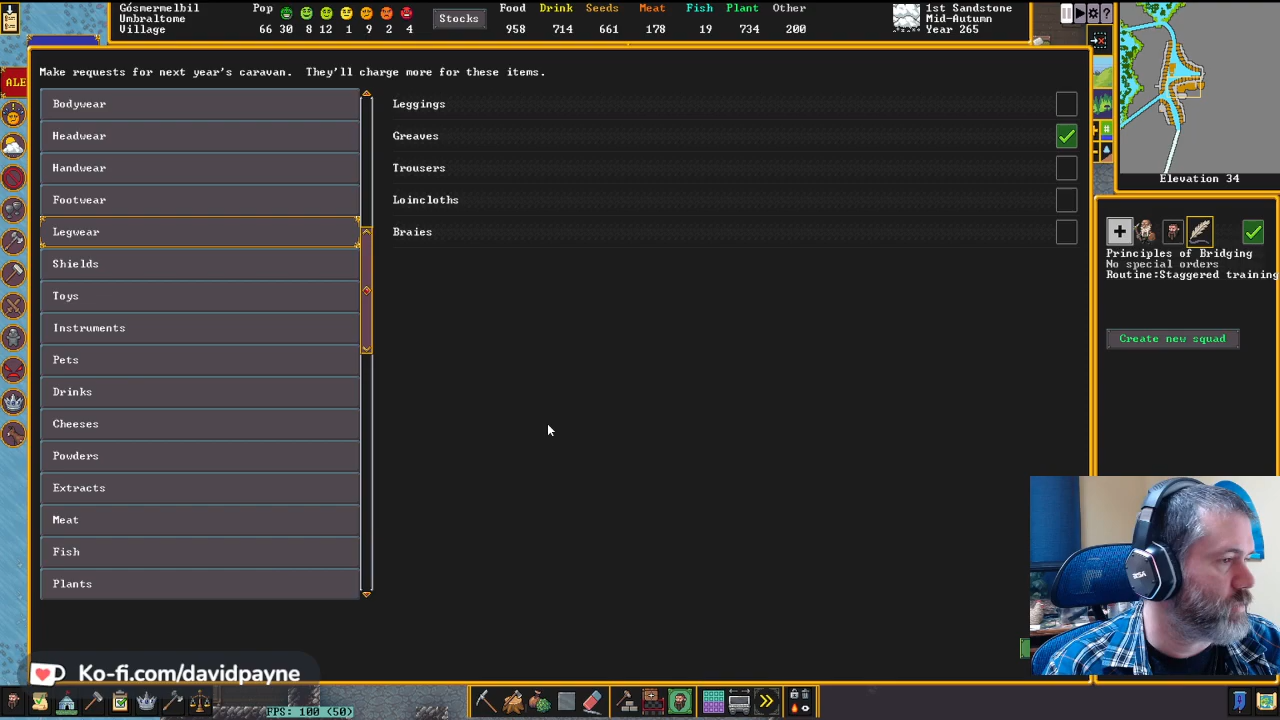 Gósmermelbil
Umbraltome
Village
Pop
66 30 8 12 1 9 2 4
Stocks
Food Drink Seeds Meat Fish Plant Other
958 714 661 178 19 734 200
1st Sandstone
Mid-Autumn
Year 265
ALE
Elevation 34
Make requests for next year's caravan. They'll charge more for these items.
Bodywear
Headwear
Handwear
Footwear
Legwear
Shields
Toys
Instruments
Pets
Drinks
Cheeses
Powders
Extracts
Meat
Fish
Plants
Leggings
Greaves
Trousers
Loincloths
Braies
Principles of Bridging
No special orders
Routine:Staggered training
Create new squad
Ko-fi.com/davidpayne
FPS: 100 (50)